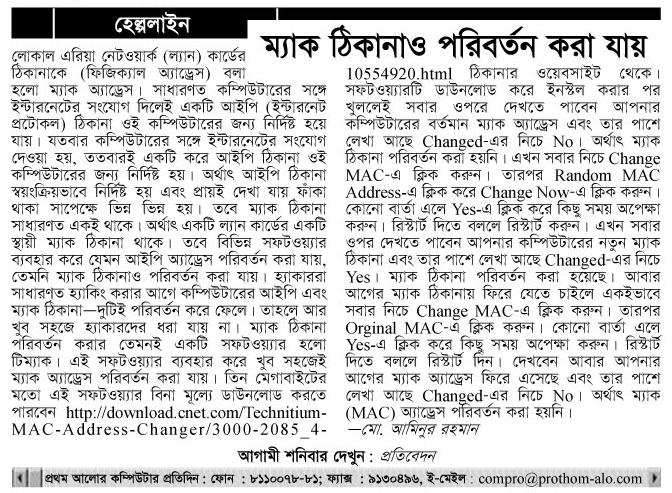 হেল্পলাইন
ম্যাক ঠিকানাও পরিবর্তন করা যায়
লোকাল এরিয়া নেটওয়ার্ক (ল্যান) কার্ডের
ঠিকানাকে (ফিজিক্যাল অ্যাড্রেস) বলা
হলো ম্যাক অ্যাড্রেস। সাধারণত কম্পিউটারের সঙ্গে
ইন্টারনেটের সংযোগ দিলেই একটি আইপি (ইন্টারনেট
প্রটোকল) ঠিকানা ওই কম্পিউটারের জন্য নির্দিষ্ট হয়ে
যায়। যতবার কম্পিউটারের সঙ্গে ইন্টারনেটের সংযোগ
দেওয়া হয়, ততবারই একটি করে আইপি ঠিকানা ওই
কম্পিউটারের জন্য নির্দিষ্ট হয়। অর্থাৎ আইপি ঠিকানা
স্বয়ংক্রিয়ভাবে নির্দিষ্ট হয় এবং প্রায়ই দেখা যায় ফাঁকা
থাকা সাপেক্ষে ভিন্ন ভিন্ন হয়। তবে ম্যাক ঠিকানা
সাধারণত একই থাকে। অর্থাৎ একটি ল্যান কার্ডের একটি
স্থায়ী ম্যাক ঠিকানা থাকে। তবে বিভিন্ন সফটওয়্যার
ব্যবহার করে যেমন আইপি অ্যাড্রেস পরিবর্তন করা যায়,
তেমনি ম্যাক ঠিকানাও পরিবর্তন করা যায়। হ্যাকাররা
সাধারণত হ্যাকিং করার আগে কম্পিউটারের আইপি এবং
ম্যাক ঠিকানা—দুটিই পরিবর্তন করে ফেলে। তাহলে আর
খুব সহজে হ্যাকারদের ধরা যায় না। ম্যাক ঠিকানা
পরিবর্তন করার তেমনই একটি সফটওয়্যার হলো
টিম্যাক। এই সফটওয়্যার ব্যবহার করে খুব সহজেই
ম্যাক অ্যাড্রেস পরিবর্তন করা যায়। তিন মেগাবাইটের
মতো এই সফটওয়্যার বিনা মূল্যে ডাউনলোড করতে
পারবেন http://download.cnet.com/Technitium-
MAC-Address-Changer/3000-2085_4-
10554920.html ঠিকানার ওয়েবসাইট থেকে।
সফটওয়্যারটি ডাউনলোড করে ইনস্টল করার পর
খুললেই সবার ওপরে দেখতে পাবেন আপনার
কম্পিউটারের বর্তমান ম্যাক অ্যাড্রেস এবং তার পাশে
লেখা আছে Changed-এর নিচে No। অর্থাৎ ম্যাক
ঠিকানা পরিবর্তন করা হয়নি। এখন সবার নিচে Change
MAC-এ ক্লিক করুন। তারপর Random MAC
Address-এ ক্লিক করে Change Now-এ ক্লিক করুন।
কোনো বার্তা এলে Yes-এ ক্লিক করে কিছু সময় অপেক্ষা
করুন। রিস্টার্ট দিতে বললে রিস্টার্ট করুন। এখন সবার
ওপর দেখতে পাবেন আপনার কম্পিউটারের নতুন ম্যাক
ঠিকানা এবং তার পাশে লেখা আছে Changed-এর নিচে
Yes। ম্যাক ঠিকানা পরিবর্তন করা হয়েছে। আবার
আগের ম্যাক ঠিকানায় ফিরে যেতে চাইলে একইভাবে
সবার নিচে Change MAC-এ ক্লিক করুন। তারপর
Orginal MAC-এ ক্লিক করুন। কোনো বার্তা এলে
Yes-এ ক্লিক করে কিছু সময় অপেক্ষা করুন। রিস্টার্ট
দিতে বললে রিস্টার্ট দিন। দেখবেন আবার আপনার
আগের ম্যাক অ্যাড্রেস ফিরে এসেছে এবং তার পাশে
লেখা আছে Changed-এর নিচে No। অর্থাৎ ম্যাক
(MAC) অ্যাড্রেস পরিবর্তন করা হয়নি।
—মো. আমিনুর রহমান
আগামী শনিবার দেখুন : প্রতিবেদন
প্রথম আলোর কম্পিউটার প্রতিদিন : ফোন : ৮১১০০৭৮-৮১; ফ্যাক্স : ৯১৩০৪৯৬, ই-মেইল : compro@prothom-alo.com